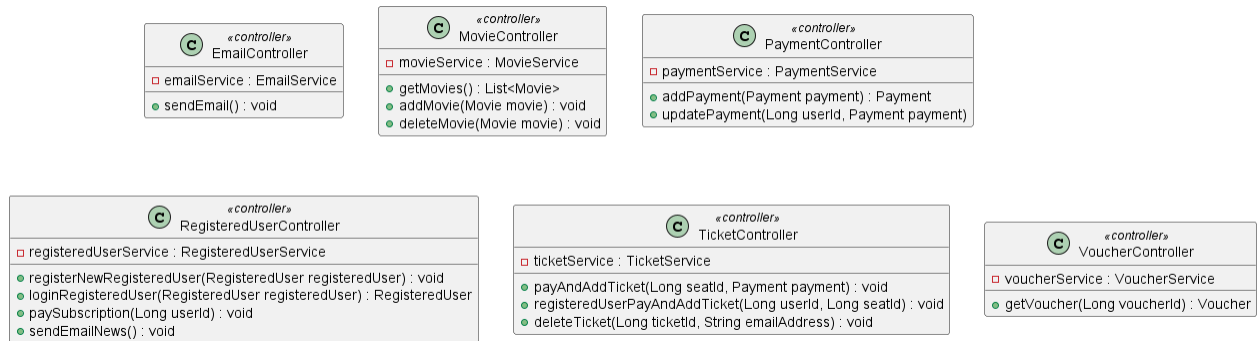 C
«controller»
EmailController
emailService : EmailService
sendEmail() : void
C
«controller»
MovieController
movieService : MovieService
getMovies() : List<Movie>
addMovie(Movie movie) : void
deleteMovie(Movie movie) : void
C
«controller»
PaymentController
paymentService : PaymentService
addPayment(Payment payment) : Payment
updatePayment(Long userId, Payment payment)
C
«controller»
RegisteredUserController
registeredUserService : RegisteredUserService
registerNewRegisteredUser(RegisteredUser registeredUser) : void
loginRegisteredUser(RegisteredUser registeredUser) : RegisteredUser
paySubscription(Long userId) : void
sendEmailNews() : void
C
«controller»
TicketController
ticketService : TicketService
payAndAddTicket(Long seatId, Payment payment) : void
registeredUserPayAndAddTicket(Long userId, Long seatId) : void
deleteTicket(Long ticketId, String emailAddress) : void
C
«controller»
VoucherController
voucherService : VoucherService
getVoucher(Long voucherId) : Voucher